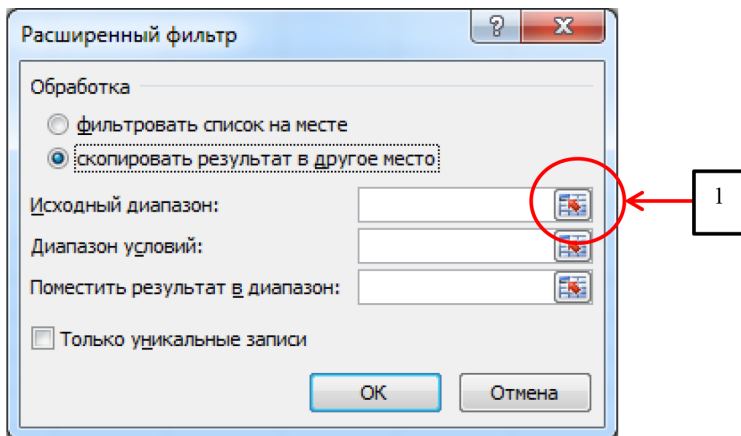 Расширенный фильтр
Обработка
фильтровать список на месте
скопировать результат в другое место
Исходный диапазон:
1
Диапазон условий:
Поместить результат в диапазон:
Только уникальные записи
ОК
Отмена